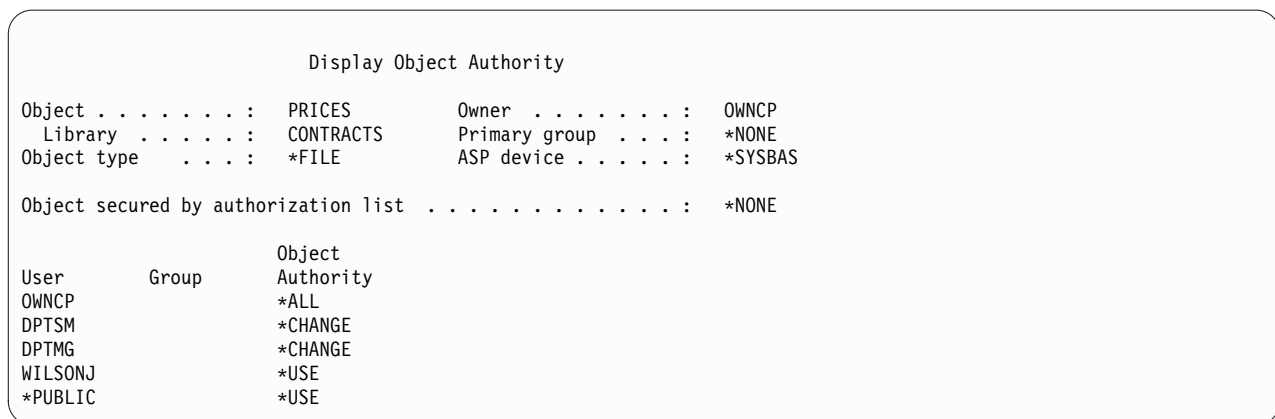 Display Object Authority
Object . . . . . . . : PRICES Owner . . . . . . . : OWNCP
Library . . . . . : CONTRACTS Primary group . . . : *NONE
Object type . . . : *FILE ASP device . . . . . : *SYSBAS
Object secured by authorization list . . . . . . . . . . . . : *NONE
Object
User Group Authority
OWNCP *ALL
DPTSM *CHANGE
DPTMG *CHANGE
WILSONJ *USE
*PUBLIC *USE